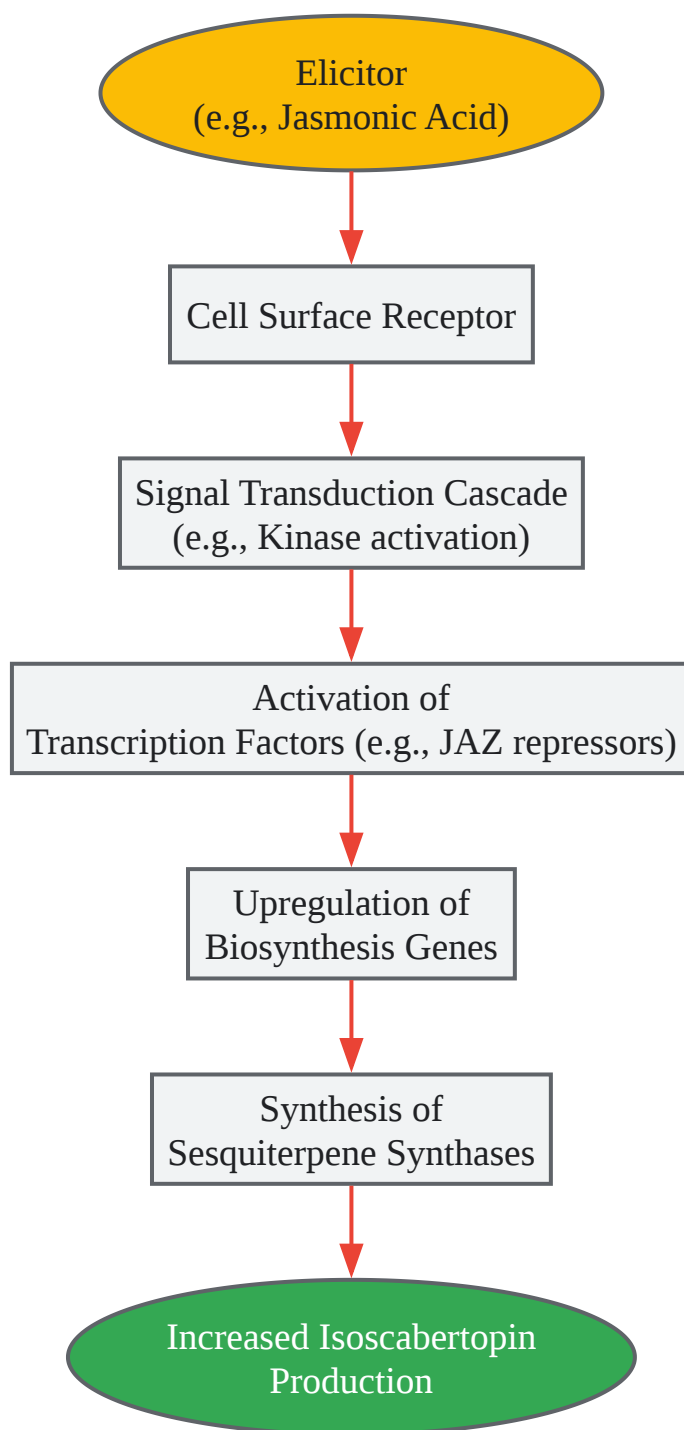 Elicitor
(e.g., Jasmonic Acid)
Cell Surface Receptor
Signal Transduction Cascade
(e.g., Kinase activation)
Activation of
Transcription Factors (e.g., JAZ repressors)
Upregulation of
Biosynthesis Genes
Synthesis of
Sesquiterpene Synthases
Increased Isoscabertopin
Production